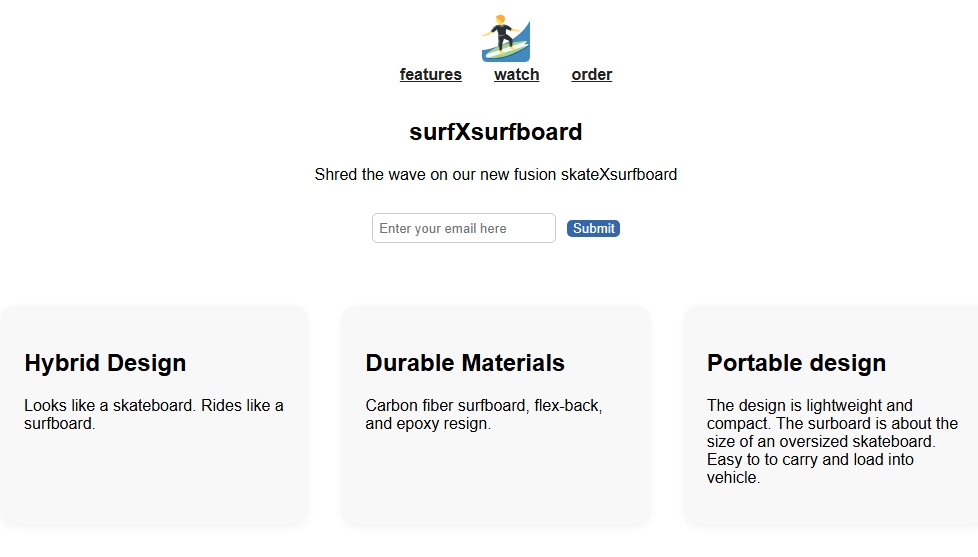 features watch order
surfXsurfboard
Shred the wave on our new fusion skateXsurfboard
Enter your email here Submit
Hybrid Design
Looks like a skateboard. Rides like a
surfboard.
Durable Materials
Carbon fiber surfboard, flex-back,
and epoxy resign.
Portable design
The design is lightweight and
compact. The surboard is about the
size of an oversized skateboard.
Easy to to carry and load into
vehicle.